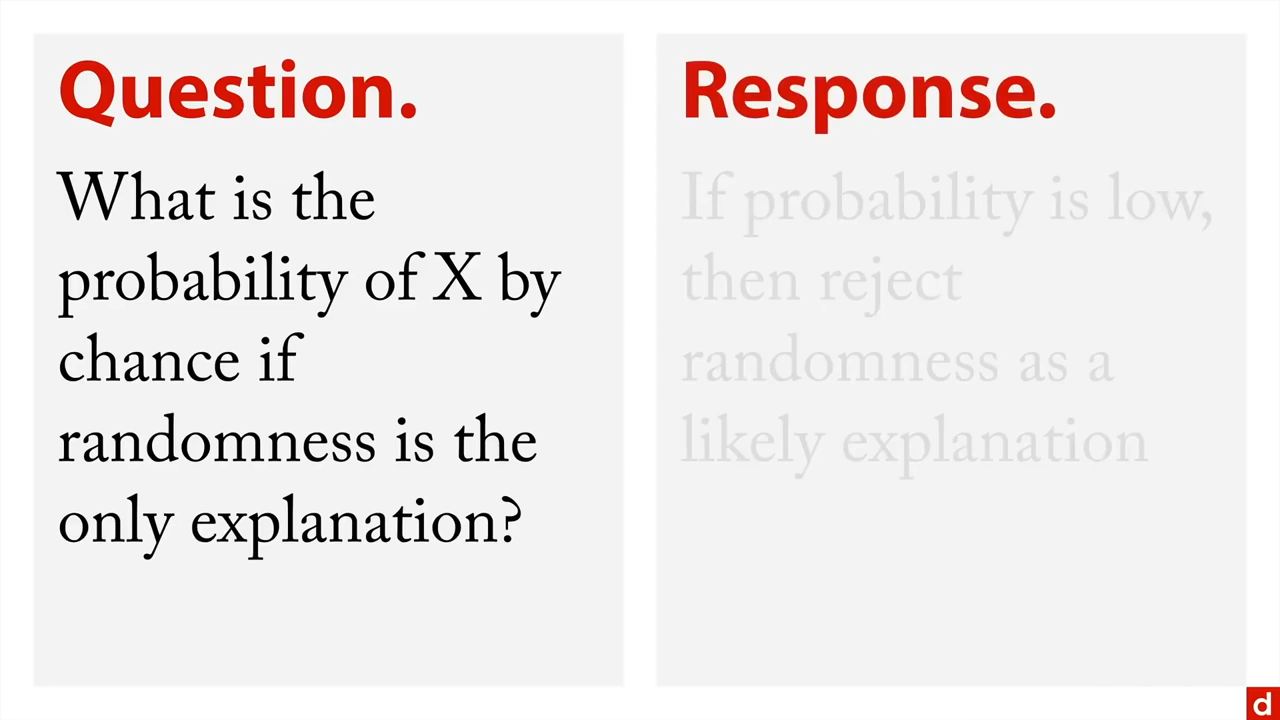 Question.
What is the
probability of X by
chance if
randomness is the
only explanation?
Response.
If probability is low,
then reject
randomness as a
likely explanation
d